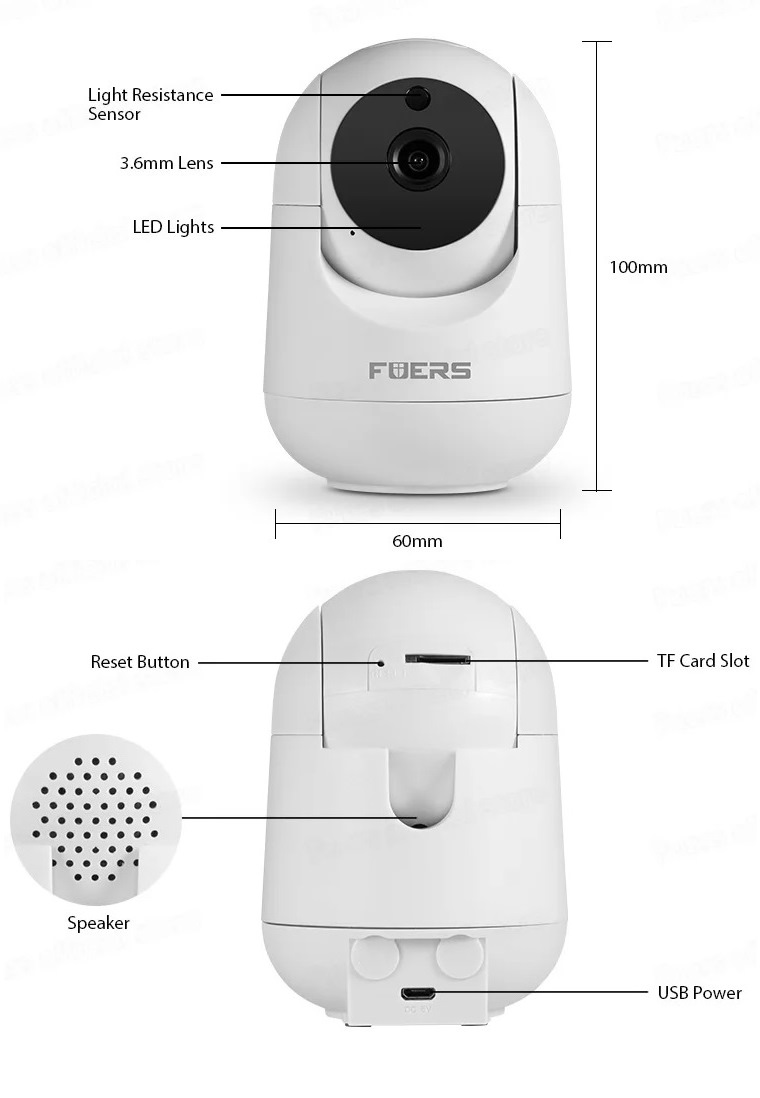 Light Resistance
Sensor
3.6mm Lens
LED Lights
100mm
FUERS
60mm
Reset Button
TF Card Slot
Speaker
USB Power